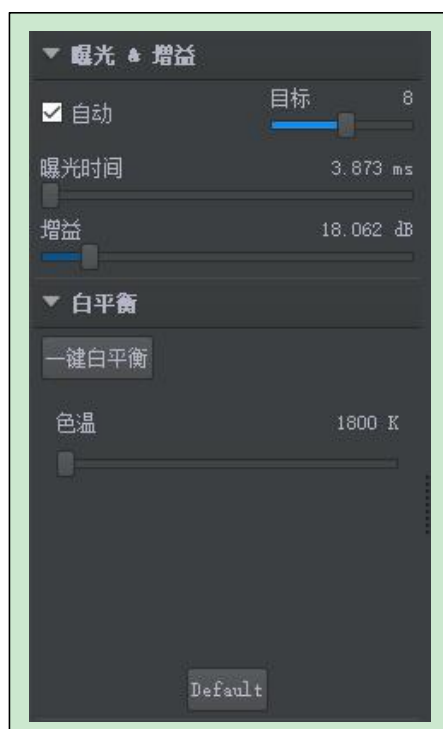 曝光 & 增益
自动 目标 8
曝光时间 3.873 ms
增益 18.062 dB
白平衡
一键白平衡
色温 1800 K
Default